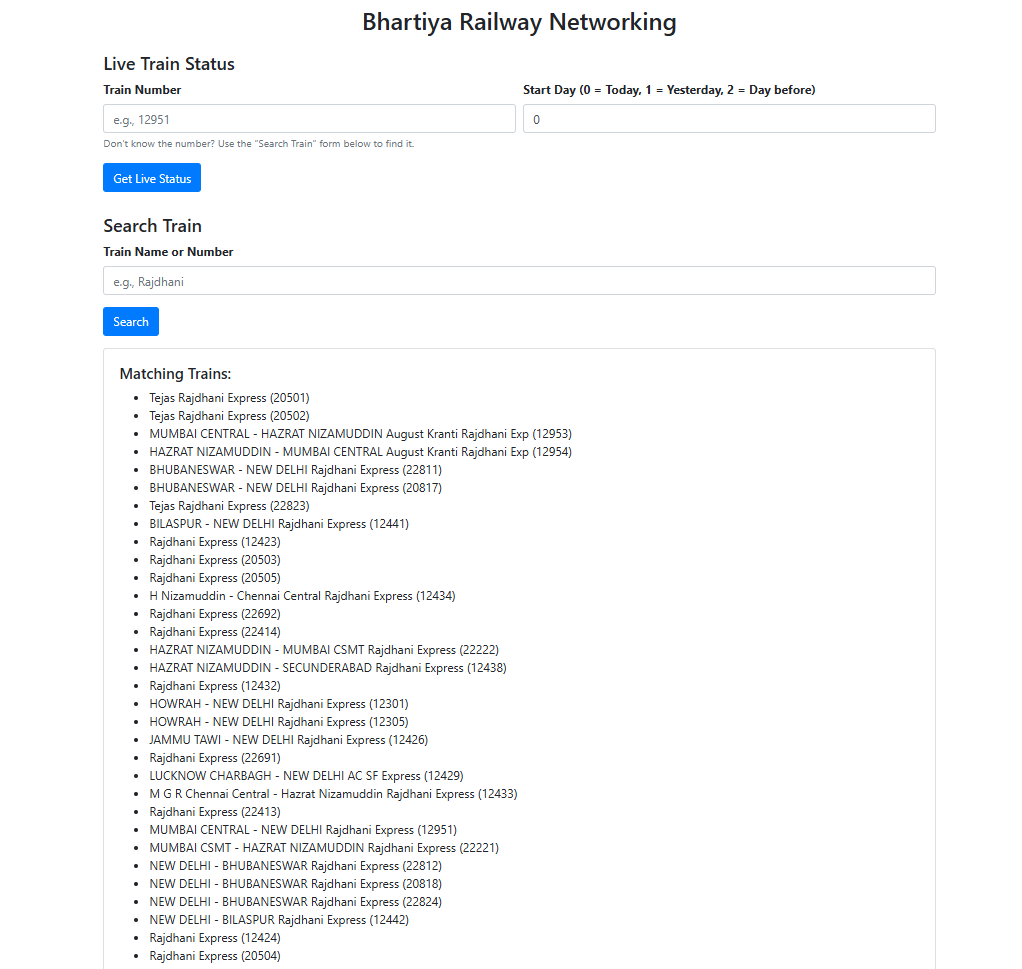 Bhartiya Railway Networking
Live Train Status
Train Number
Start Day (0 = Today, 1 = Yesterday, 2 = Day before)
e.g., 12951
0
Don't know the number? Use the "Search Train" form below to find it.
Get Live Status
Search Train
Train Name or Number
e.g., Rajdhani
Search
Matching Trains:
• Tejas Rajdhani Express (20501)
• Tejas Rajdhani Express (20502)
• MUMBAI CENTRAL - HAZRAT NIZAMUDDIN August Kranti Rajdhani Exp (12953)
• HAZRAT NIZAMUDDIN - MUMBAI CENTRAL August Kranti Rajdhani Exp (12954)
• BHUBANESWAR - NEW DELHI Rajdhani Express (22811)
• BHUBANESWAR - NEW DELHI Rajdhani Express (20817)
• Tejas Rajdhani Express (22823)
• BILASPUR - NEW DELHI Rajdhani Express (12441)
• Rajdhani Express (12423)
• Rajdhani Express (20503)
• Rajdhani Express (20505)
• H Nizamuddin - Chennai Central Rajdhani Express (12434)
• Rajdhani Express (22692)
• Rajdhani Express (22414)
• HAZRAT NIZAMUDDIN - MUMBAI CSMT Rajdhani Express (22222)
• HAZRAT NIZAMUDDIN - SECUNDERABAD Rajdhani Express (12438)
• Rajdhani Express (12432)
• HOWRAH - NEW DELHI Rajdhani Express (12301)
• HOWRAH - NEW DELHI Rajdhani Express (12305)
• JAMMU TAWI - NEW DELHI Rajdhani Express (12426)
• Rajdhani Express (22691)
• LUCKNOW CHARBAGH - NEW DELHI AC SF Express (12429)
• M G R Chennai Central - Hazrat Nizamuddin Rajdhani Express (12433)
• Rajdhani Express (22413)
• MUMBAI CENTRAL - NEW DELHI Rajdhani Express (12951)
• MUMBAI CSMT - HAZRAT NIZAMUDDIN Rajdhani Express (22221)
• NEW DELHI - BHUBANESWAR Rajdhani Express (22812)
• NEW DELHI - BHUBANESWAR Rajdhani Express (20818)
• NEW DELHI - BHUBANESWAR Rajdhani Express (22824)
• NEW DELHI - BILASPUR Rajdhani Express (12442)
• Rajdhani Express (12424)
• Rajdhani Express (20504)